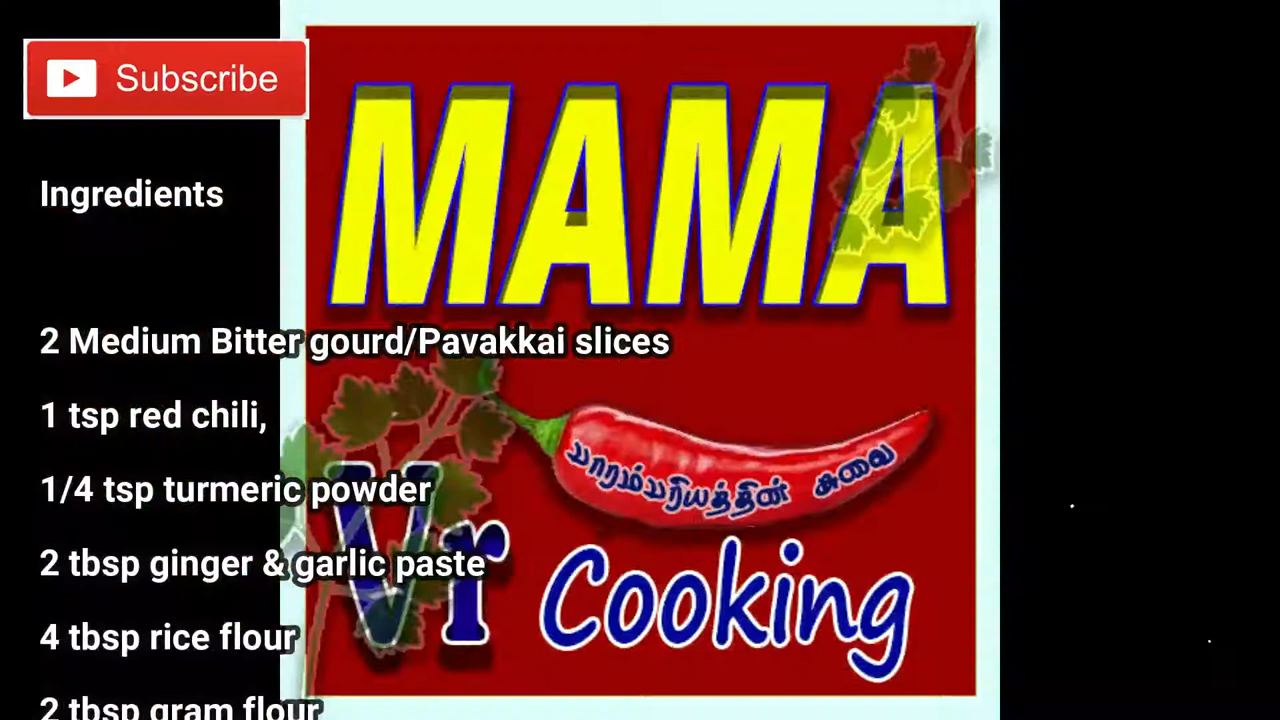 Subscribe
MAMA
Ingredients
2 Medium Bitter gourd/Pavakkai slices
1 tsp red chili,
பாரம்பரியத்தின் சுவை
1/4 tsp turmeric powder
Vr Cooking
2 tbsp ginger & garlic paste
4 tbsp rice flour
2 tbsp gram flour